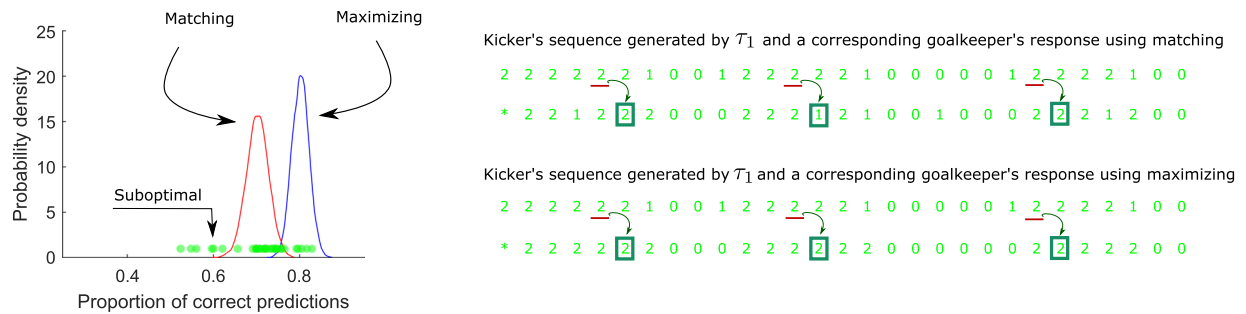 Matching
Maximizing
Suboptimal
25
20
15
10
5
0
0.4 0.6 0.8
Probability density
Proportion of correct predictions
Kicker's sequence generated by τ1 and a corresponding goalkeeper's response using matching
2 2 2 2 2 2 1 0 0 1 2 2 2 2 2 1 0 0 0 0 0 1 2 2 2 2 1 0 0
* 2 2 1 2 2 2 0 0 0 2 2 2 1 2 1 0 0 1 0 0 0 2 2 2 1 2 0 0
Kicker's sequence generated by τ1 and a corresponding goalkeeper's response using maximizing
2 2 2 2 2 2 1 0 0 1 2 2 2 2 2 1 0 0 0 0 0 1 2 2 2 2 1 0 0
* 2 2 2 2 2 2 0 0 0 2 2 2 2 2 2 0 0 0 0 0 0 2 2 2 2 2 0 0